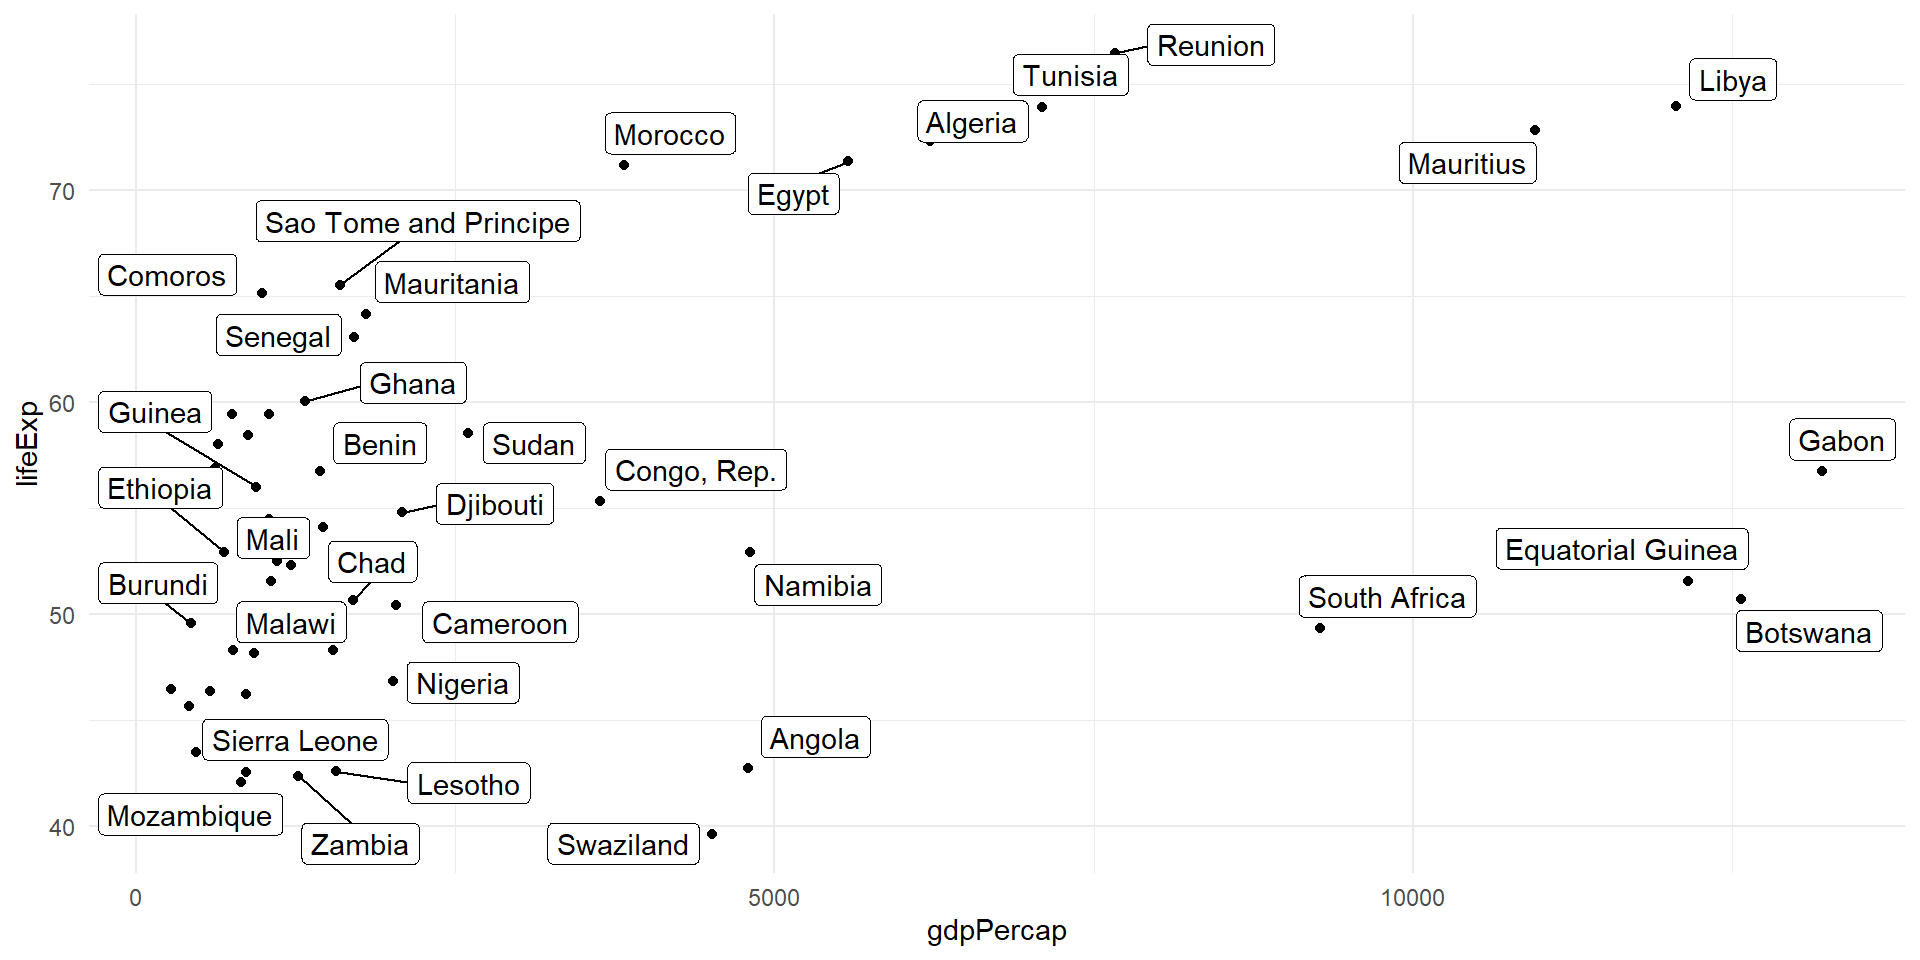 Reunion
Tunisia
Libya
Algeria
Morocco
Mauritius
70
Egypt
Sao Tome and Principe
Comoros
Mauritania
Senegal
Ghana
60
Guinea
Benin
Sudan
Gabon
lifeExp
Congo, Rep.
Ethiopia
Djibouti
Mali
Chad
Equatorial Guinea
Burundi
Namibia
South Africa
50
Malawi
Cameroon
Botswana
Nigeria
Sierra Leone
Angola
Lesotho
Mozambique
40
Zambia
Swaziland
0
5000
10000
gdpPercap